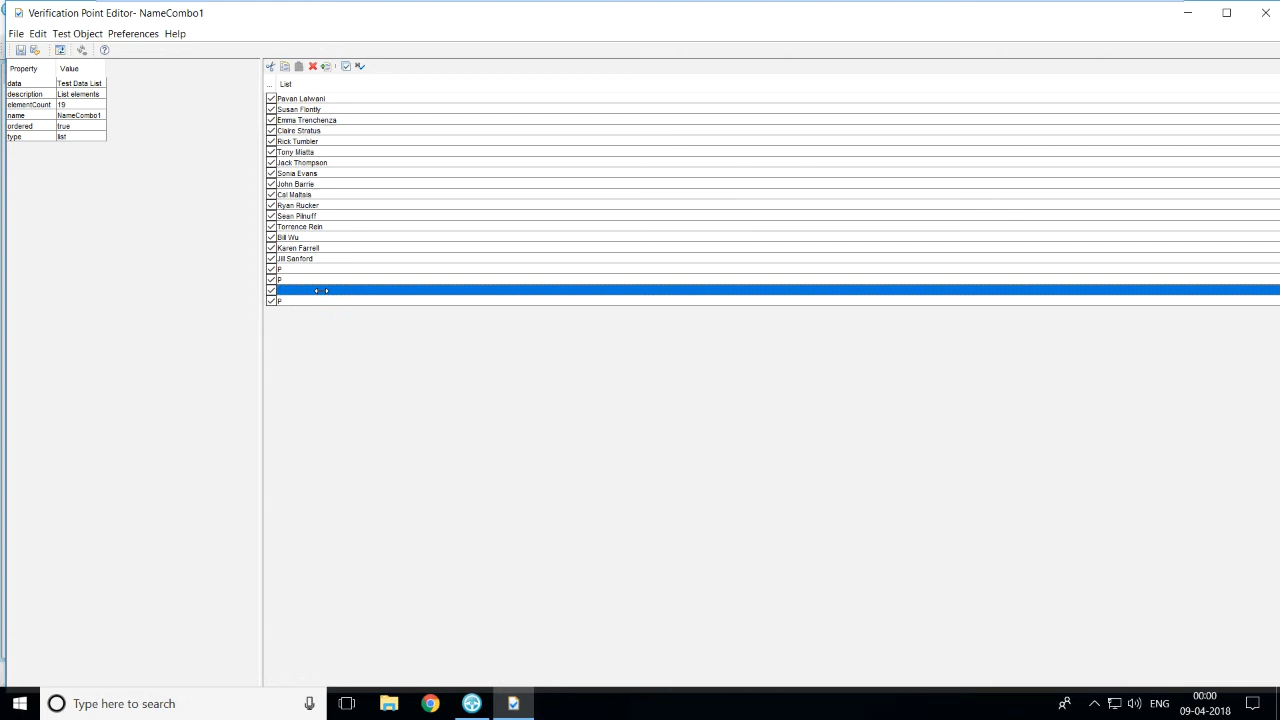 Verification Point Editor- NameCombo1
File Edit Test Object Preferences Help
Property Value
data Test Data List
description List elements
elementCount 19
name NameCombo1
ordered true
type list
... List
Pavan Lalwani
Susan Flontly
Emma Trenchenza
Claire Stratus
Rick Tumbler
Tony Miatta
Jack Thompson
Sonia Evans
John Barrie
Cal Maltais
Ryan Rucker
Sean Pilnuff
Torrence Rein
Bill Wu
Karen Farrell
Jill Sanford
P
P
P
Type here to search
ENG
00:00
09-04-2018